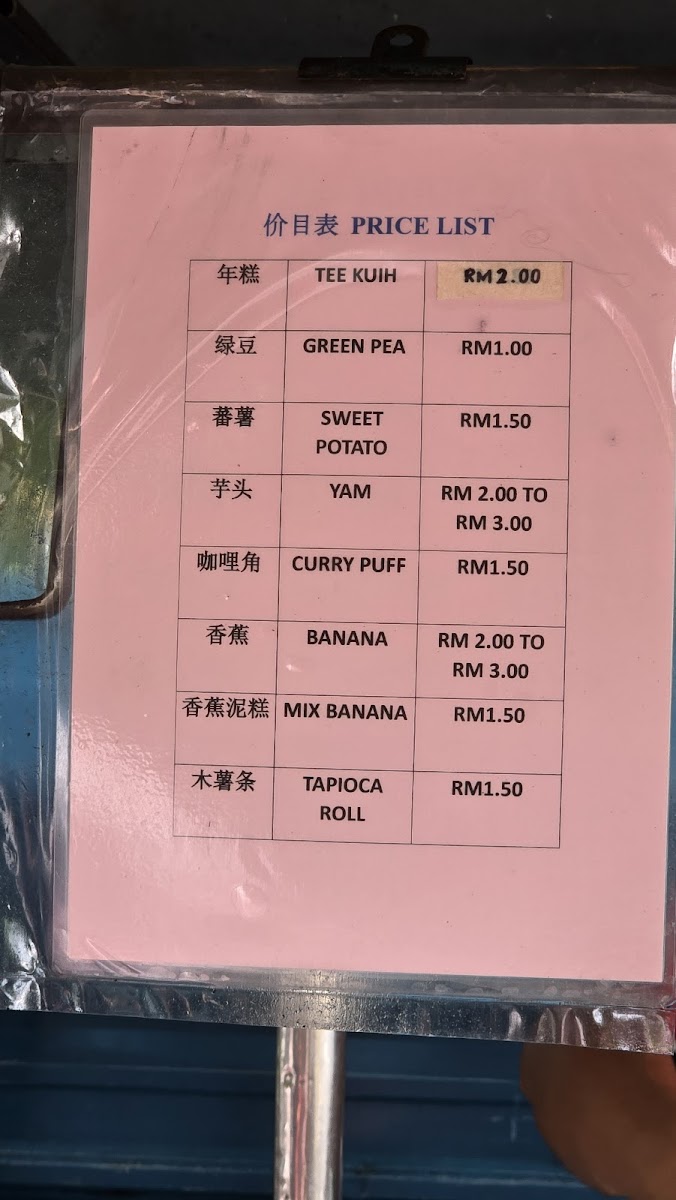 价目表 PRICE LIST
年糕 TEE KUIH RM2.00
绿豆 GREEN PEA RM1.00
蕃薯 SWEET RM1.50
POTATO
芋头 YAM RM 2.00 TO
RM 3.00
咖哩角 CURRY PUFF RM1.50
香蕉 BANANA RM 2.00 TO
RM 3.00
香蕉泥糕 MIX BANANA RM1.50
木薯条 TAPIOCA RM1.50
ROLL